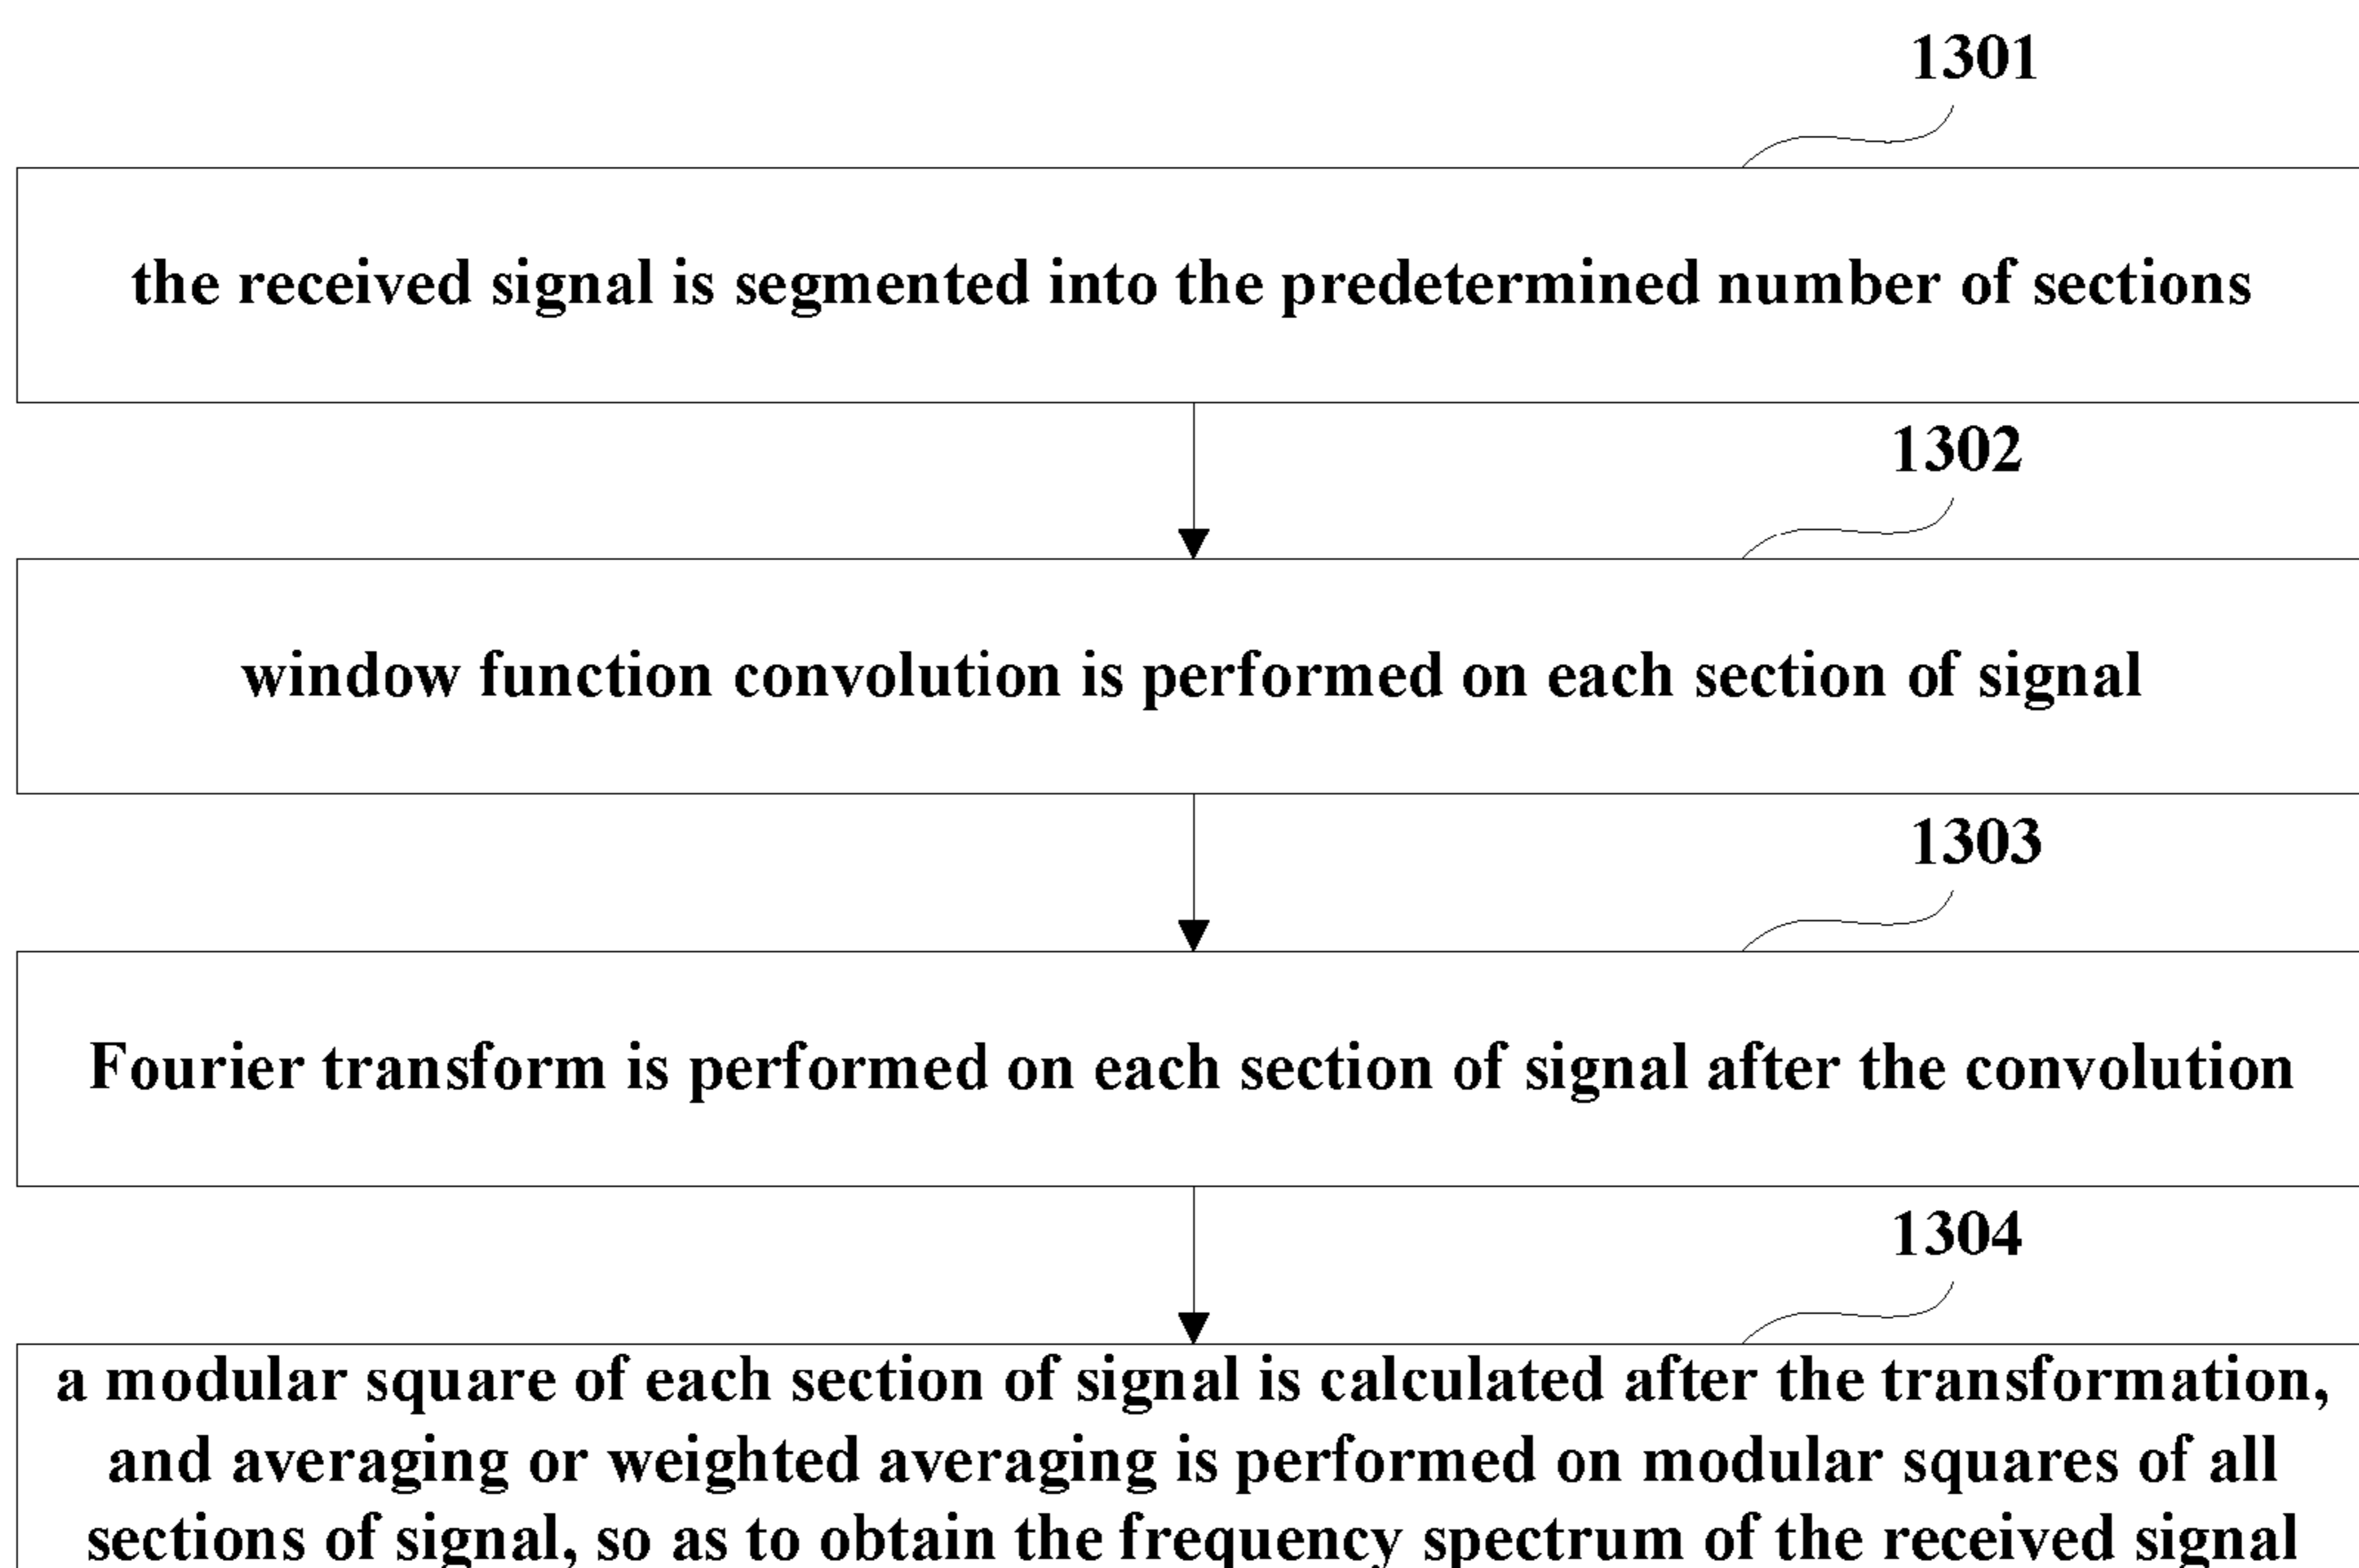 1301
the received signal is segmented into the predetermined number of sections
1302
window function convolution is performed on each section of signal
1303
Fourier transform is performed on each section of signal after the convolution
1304
a modular square of each section of signal is calculated after the transformation,
and averaging or weighted averaging is performed on modular squares of all
sections of signal, so as to obtain the frequency spectrum of the received signal